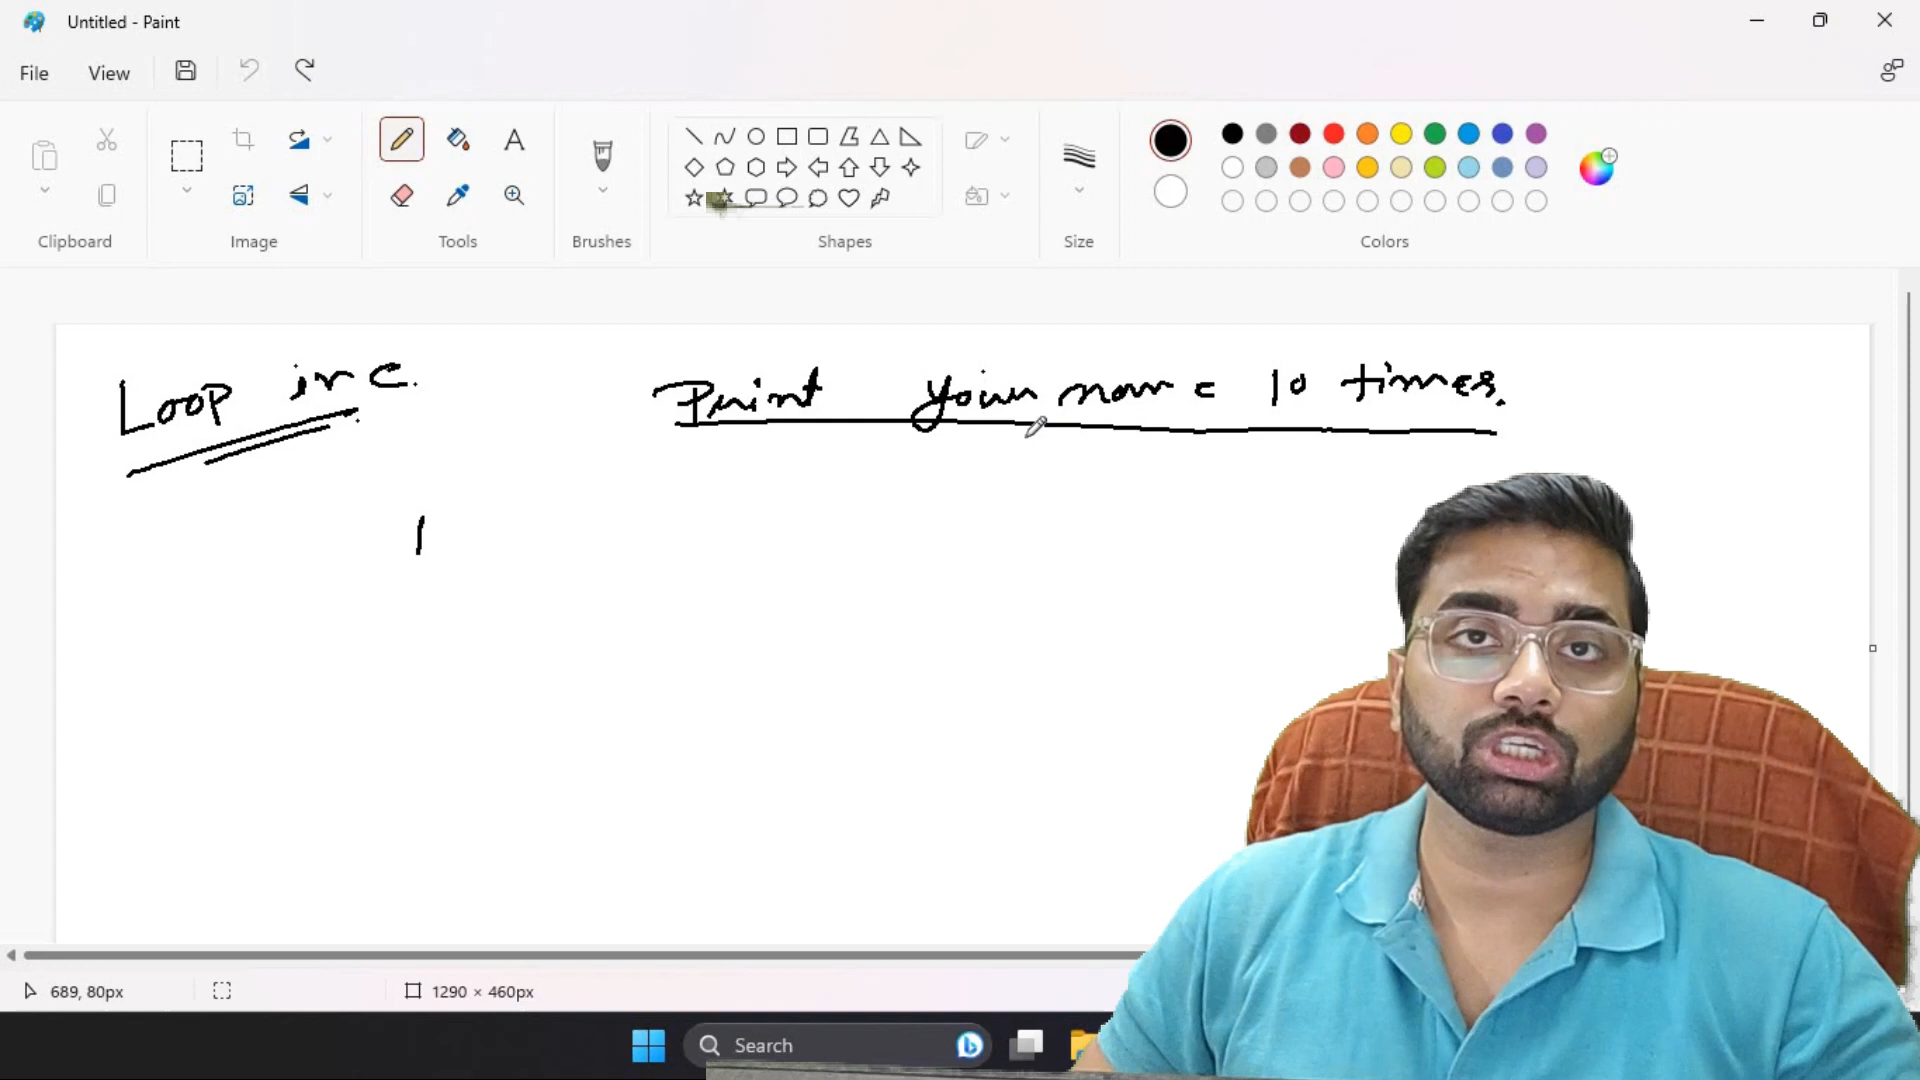 Untitled - Paint
File View
Clipboard Image Tools Brushes Shapes Size Colors
Loop in C.
Print your name 10 times.
1
689, 80px 1290 × 460px
Search